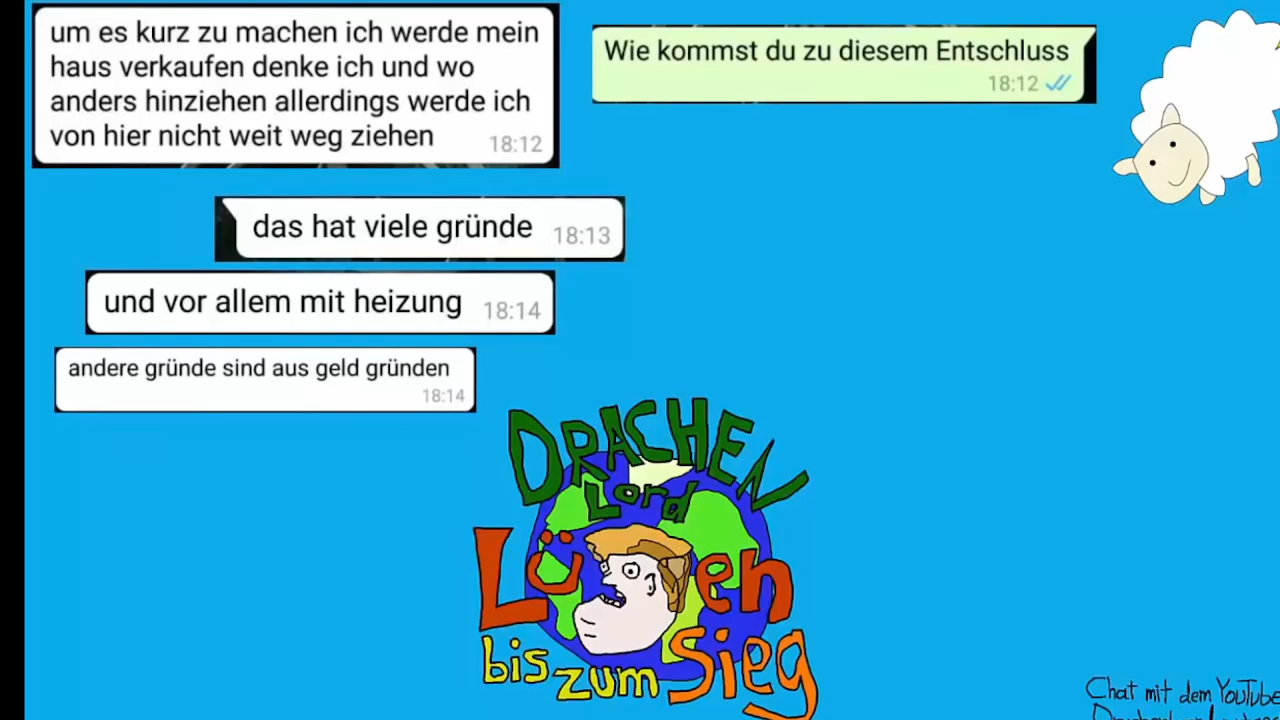 um es kurz zu machen ich werde mein
haus verkaufen denke ich und wo
anders hinziehen allerdings werde ich
von hier nicht weit weg ziehen
18:12
Wie kommst du zu diesem Entschluss
18:12
das hat viele gründe 18:13
und vor allem mit heizung 18:14
andere gründe sind aus geld gründen
18:14
DRACHEN
Lord
Lü en
bis zum Sieg
Chat mit dem YouTube